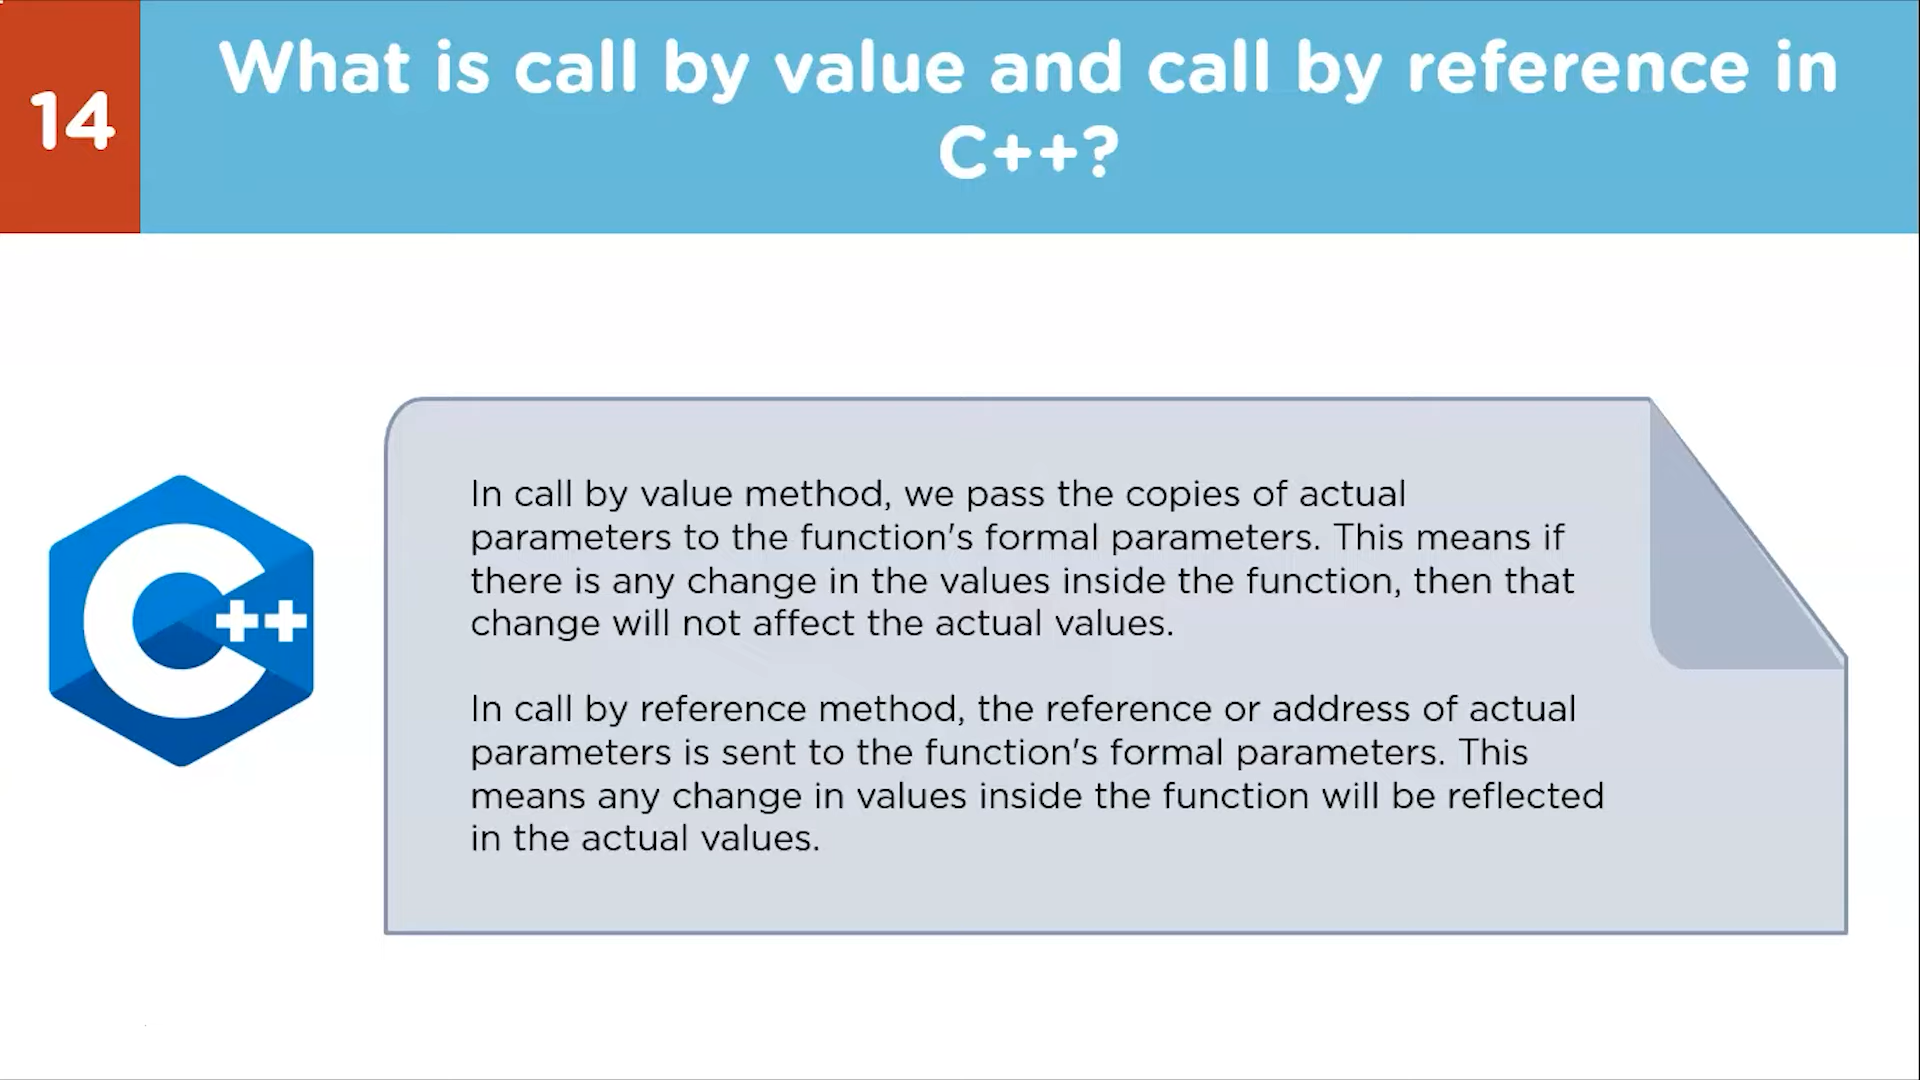 14
What is call by value and call by reference in
C++?
C++
In call by value method, we pass the copies of actual
parameters to the function's formal parameters. This means if
there is any change in the values inside the function, then that
change will not affect the actual values.
In call by reference method, the reference or address of actual
parameters is sent to the function's formal parameters. This
means any change in values inside the function will be reflected
in the actual values.